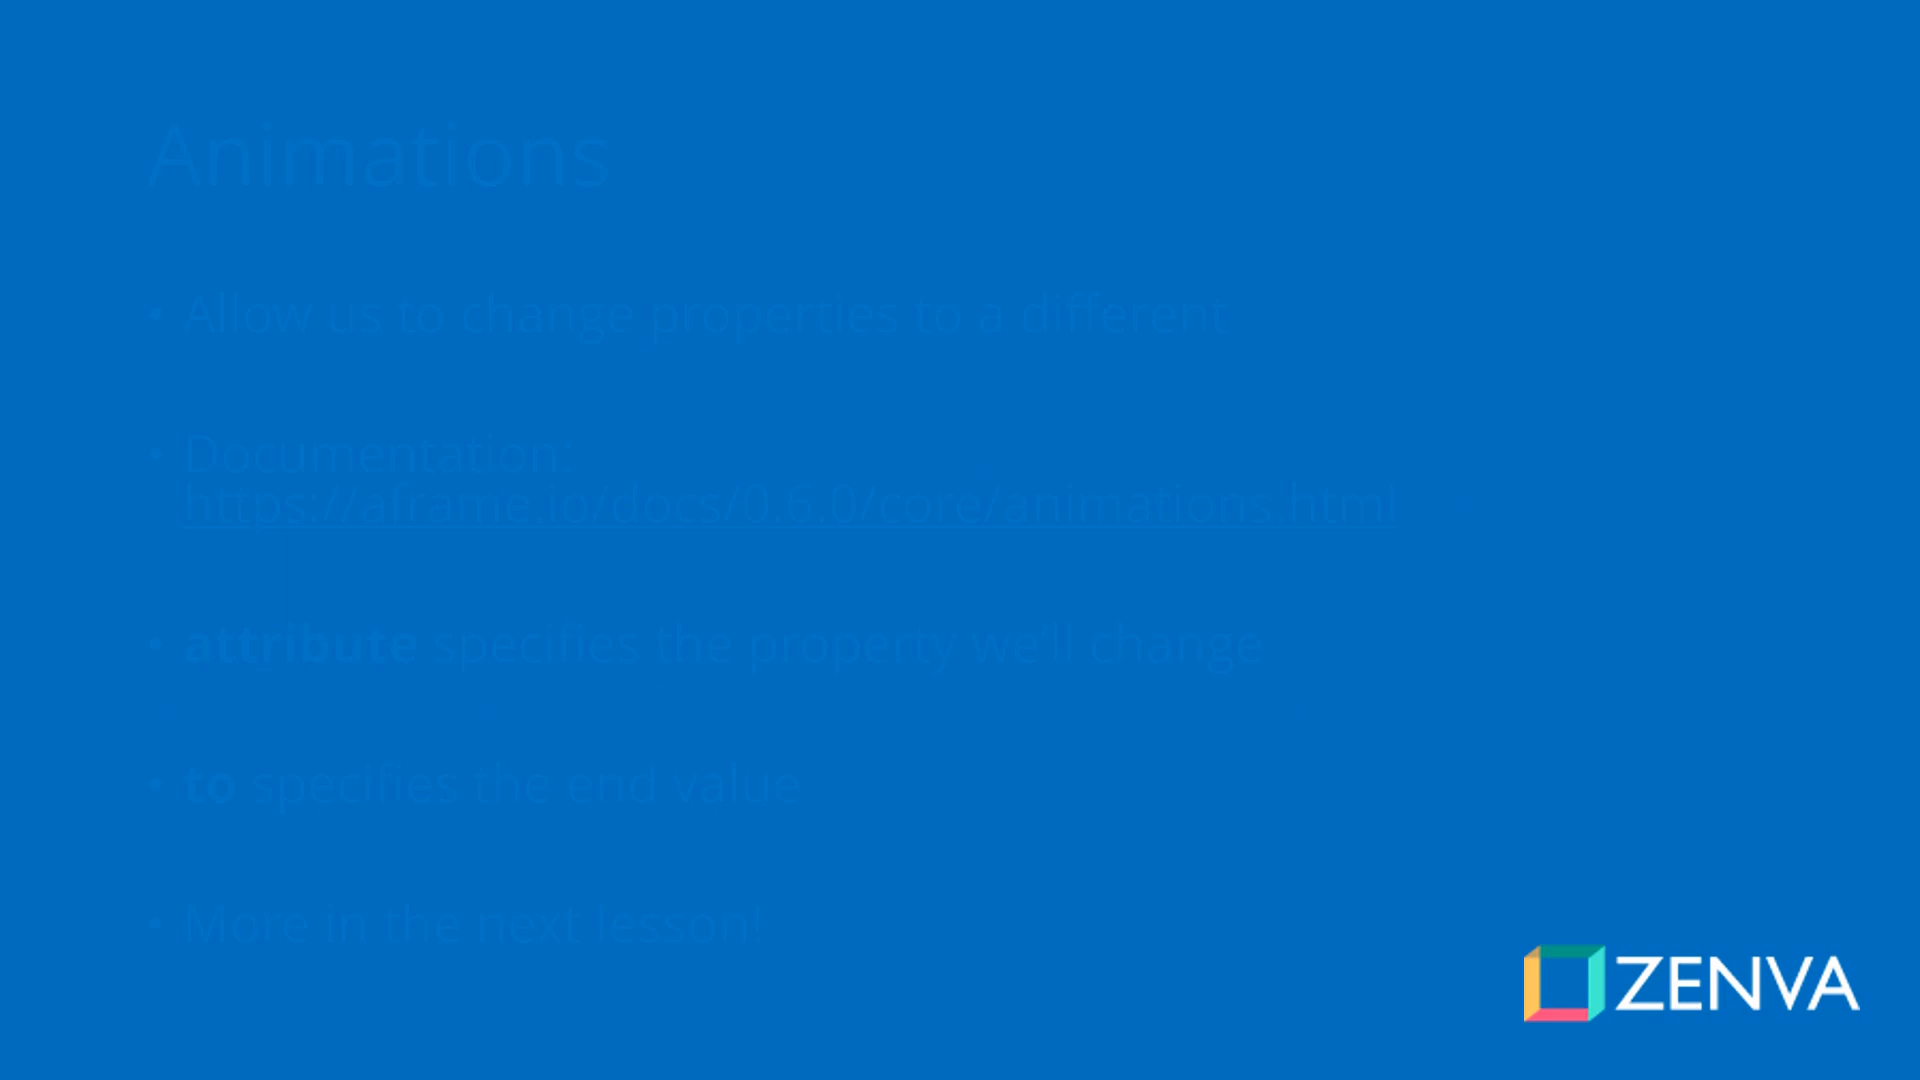 Animations
• Allow us to change properties to a different
• Documentation:
https://aframe.io/docs/0.6.0/core/animations.html
• attribute specifies the property we'll change
• to specifies the end value
• More in the next lesson!
ZENVA